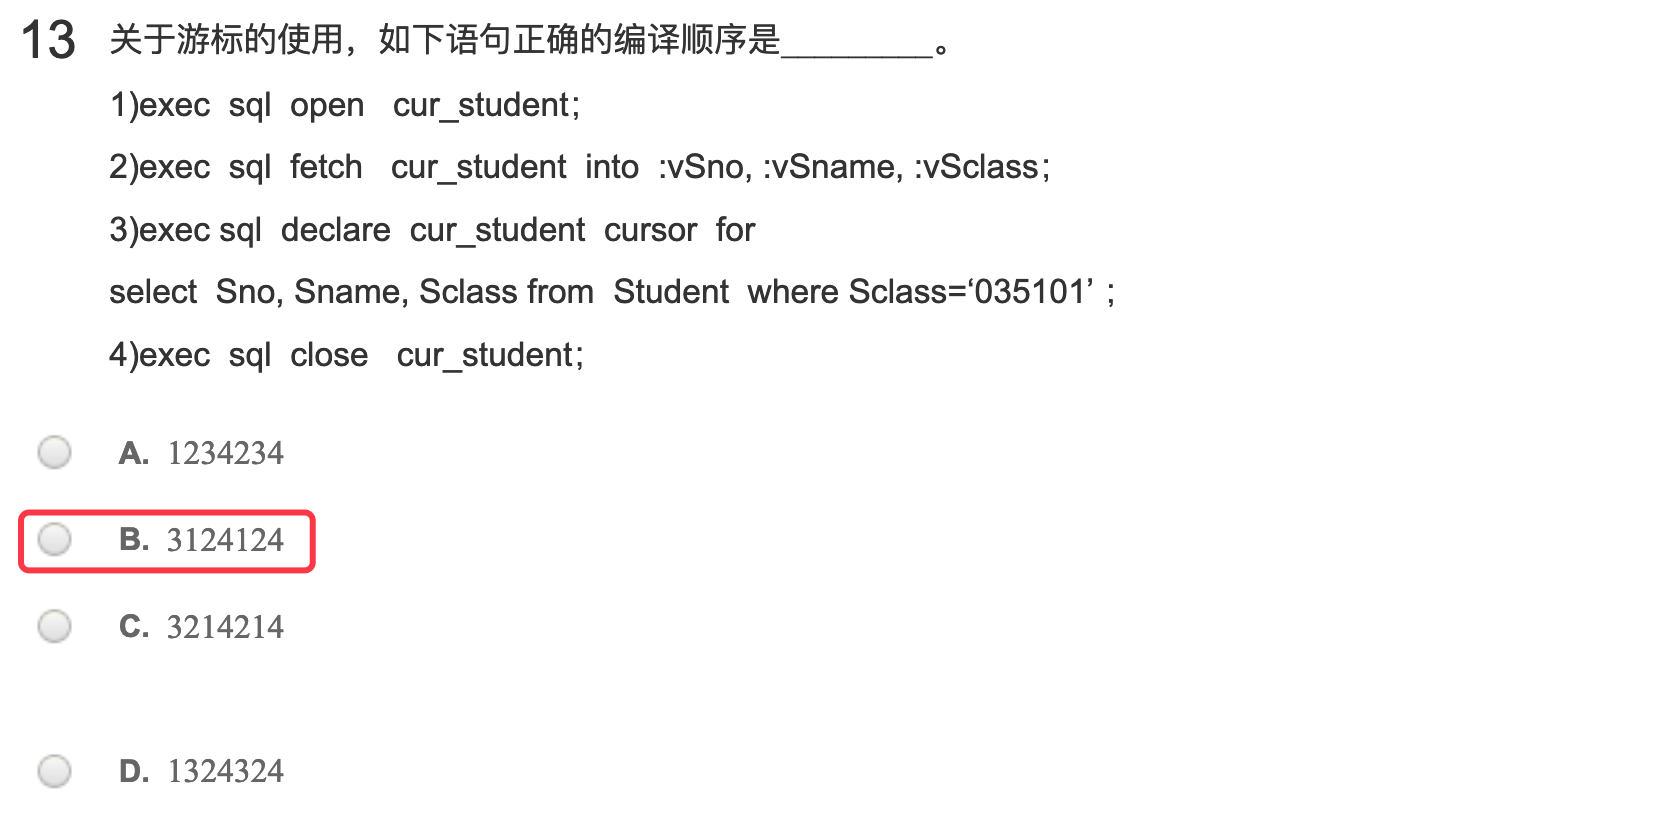 13 关于游标的使用，如下语句正确的编译顺序是_________。
1)exec sql open cur_student;
2)exec sql fetch cur_student into :vSno, :vSname, :vSclass;
3)exec sql declare cur_student cursor for
select Sno, Sname, Sclass from Student where Sclass=‘035101’ ;
4)exec sql close cur_student;
A. 1234234
B. 3124124
C. 3214214
D. 1324324